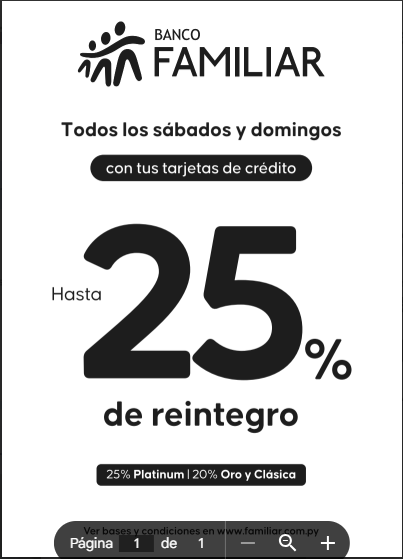 BANCO
FAMILIAR
Todos los sábados y domingos
con tus tarjetas de crédito
Hasta
25%
de reintegro
25% Platinum | 20% Oro y Clásica
Ver bases y condiciones en www.familiar.com.py
Página 1 de 1